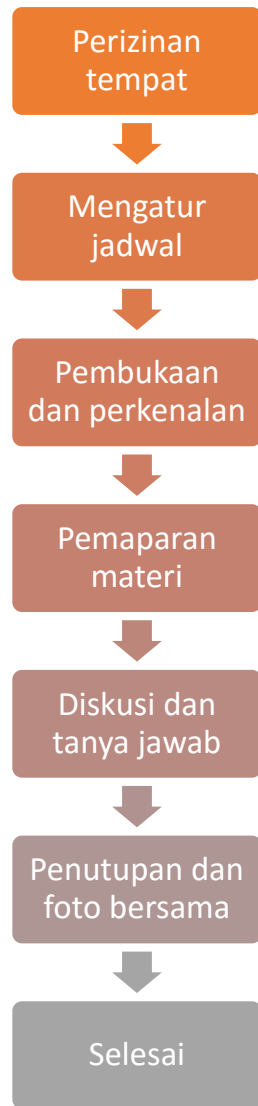 Perizinan
tempat
Mengatur
jadwal
Pembukaan
dan perkenalan
Pemaparan
materi
Diskusi dan
tanya jawab
Penutupan dan
foto bersama
Selesai